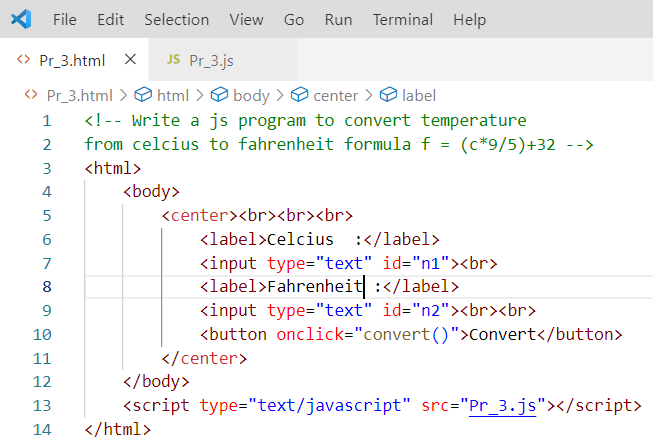 File Edit Selection View Go Run Terminal Help
<> Pr_3.html × JS Pr_3.js
<> Pr_3.html > html > body > center > label
1 <!-- Write a js program to convert temperature
2 from celcius to fahrenheit formula f = (c*9/5)+32 -->
3 <html>
4     <body>
5         <center><br><br><br>
6             <label>Celcius  :</label>
7             <input type="text" id="n1"><br>
8             <label>Fahrenheit :</label>
9             <input type="text" id="n2"><br><br>
10             <button onclick="convert()">Convert</button>
11         </center>
12     </body>
13     <script type="text/javascript" src="Pr_3.js"></script>
14 </html>